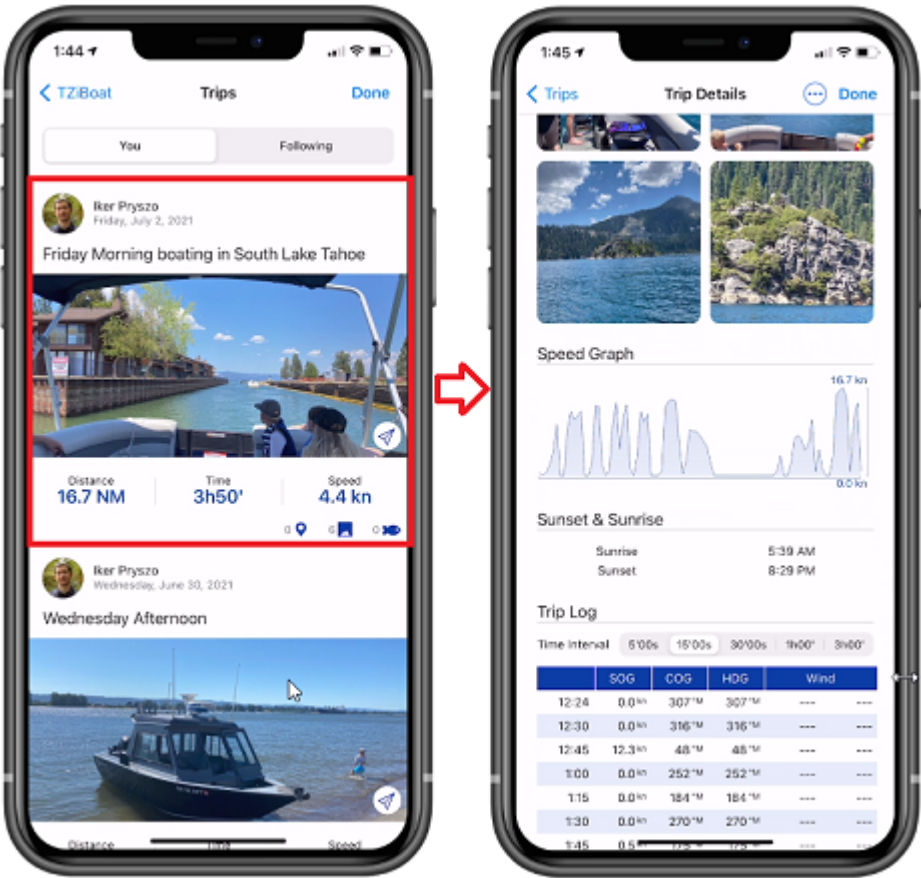 1:44
TZiBoat
Trips
Done
You
Following
Iker Pryszo
Friday, July 2, 2021
Friday Morning boating in South Lake Tahoe
Distance
Time
Speed
16.7 NM
3h50'
4.4 kn
0
6
0
Iker Pryszo
Wednesday, June 30, 2021
Wednesday Afternoon
Distance
Time
Speed
1:45
Trips
Trip Details
Done
Speed Graph
16.7 kn
0.0 kn
Sunset & Sunrise
Sunrise 5:39 AM
Sunset 8:29 PM
Trip Log
Time Interval 5'00s 15'00s 30'00s 1h00' 3h00'
SOG COG HDG Wind
12:24 0.0 kn 307°M 307°M --- ---
12:30 0.0 kn 316°M 316°M --- ---
12:45 12.3 kn 48°M 48°M --- ---
1:00 0.0 kn 252°M 252°M --- ---
1:15 0.0 kn 184°M 184°M --- ---
1:30 0.0 kn 270°M 270°M --- ---
1:45 0.5 175°M 175°M --- ---